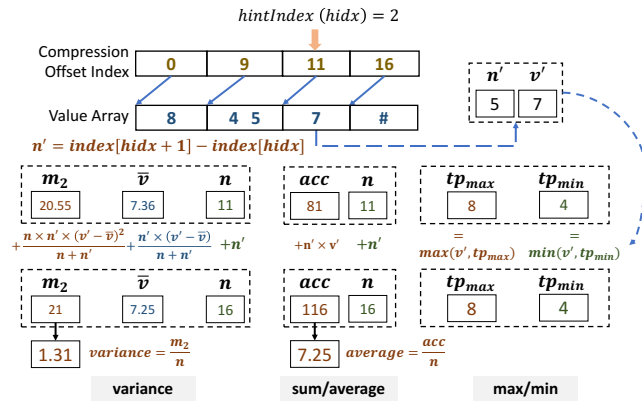 hintIndex (hidx) = 2
Compression Offset Index
0 9 11 16
Value Array
8 4 5 7 #
n′ v′
5 7
n′ = index[hidx + 1] − index[hidx]
m₂ v̅ n acc n tp_max tp_min
20.55 7.36 11 81 11 8 4
+ n × n′ × (v′ − v̅)² / n + n′ + n′ × (v′ − v̅) / n + n′ +n′ +n′ × v′ +n′ = max(v′, tp_max) = min(v′, tp_min)
m₂ v̅ n acc n tp_max tp_min
21 7.25 16 116 16 8 4
1.31 variance = m₂ / n 7.25 average = acc / n
variance sum/average max/min